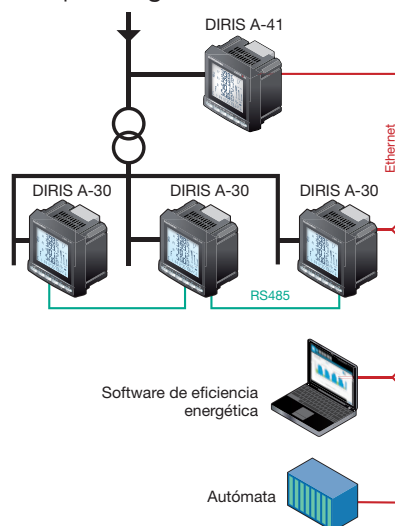 DIRIS A-41
Ethernet
DIRIS A-30
DIRIS A-30
DIRIS A-30
RS485
Software de eficiencia
energética
Autómata